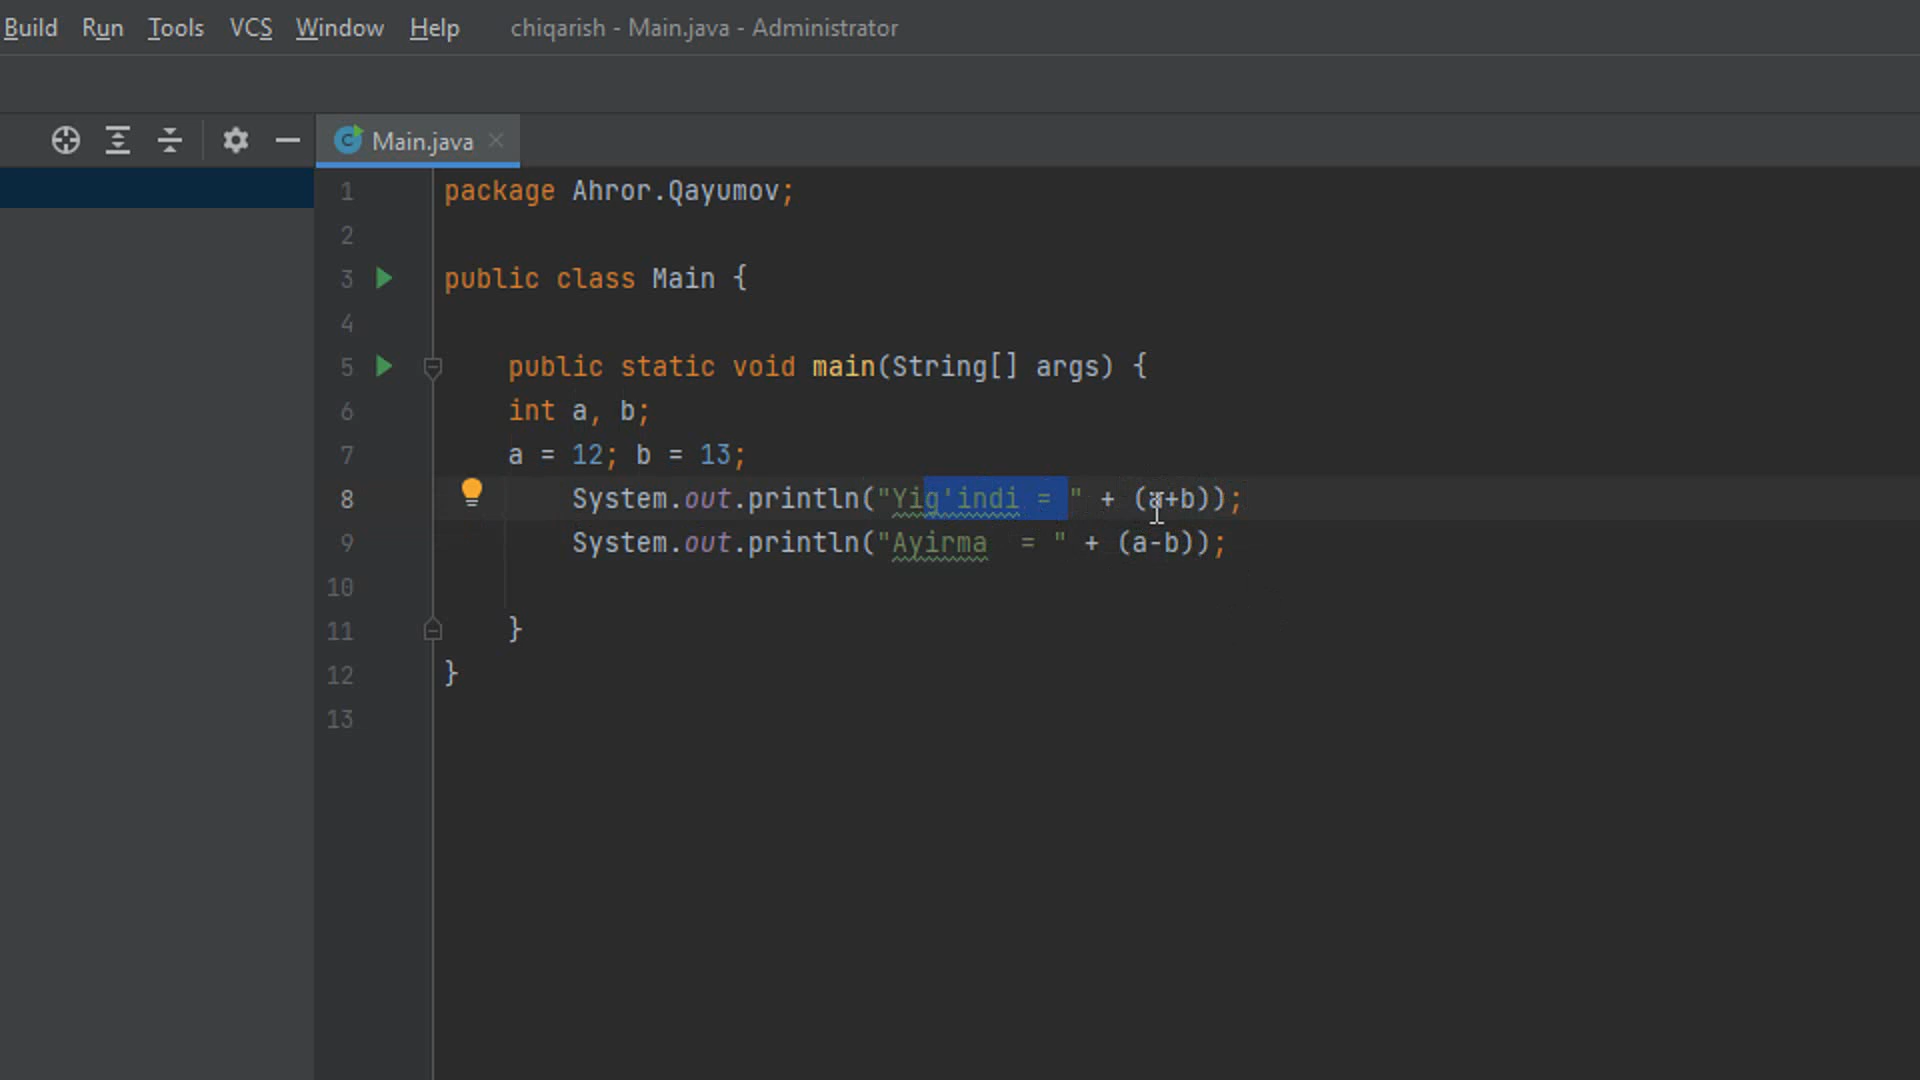 Build Run Tools VCS Window Help chiqarish - Main.java - Administrator
Main.java
1 package Ahror.Qayumov;
2
3 public class Main {
4
5 public static void main(String[] args) {
6 int a, b;
7 a = 12; b = 13;
8 System.out.println("Yig'indi = " + (a+b));
9 System.out.println("Ayirma  = " + (a-b));
10
11 }
12 }
13